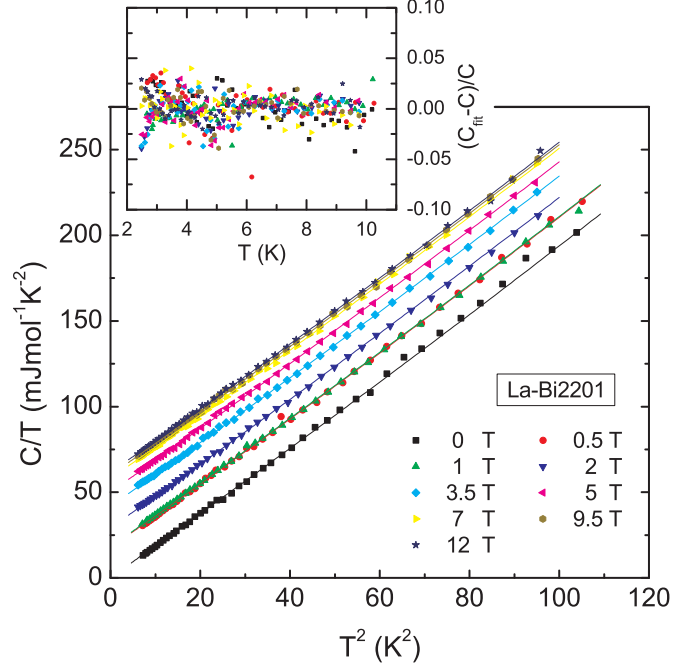 0.10
0.05
0.00
-0.05
-0.10
(C_fit-C)/C
2 4 6 8 10
T (K)
250
200
150
100
50
0
C/T (mJmol⁻¹K⁻²)
La-Bi2201
0 T 0.5 T
1 T 2 T
3.5 T 5 T
7 T 9.5 T
12 T
0 20 40 60 80 100 120
T² (K²)